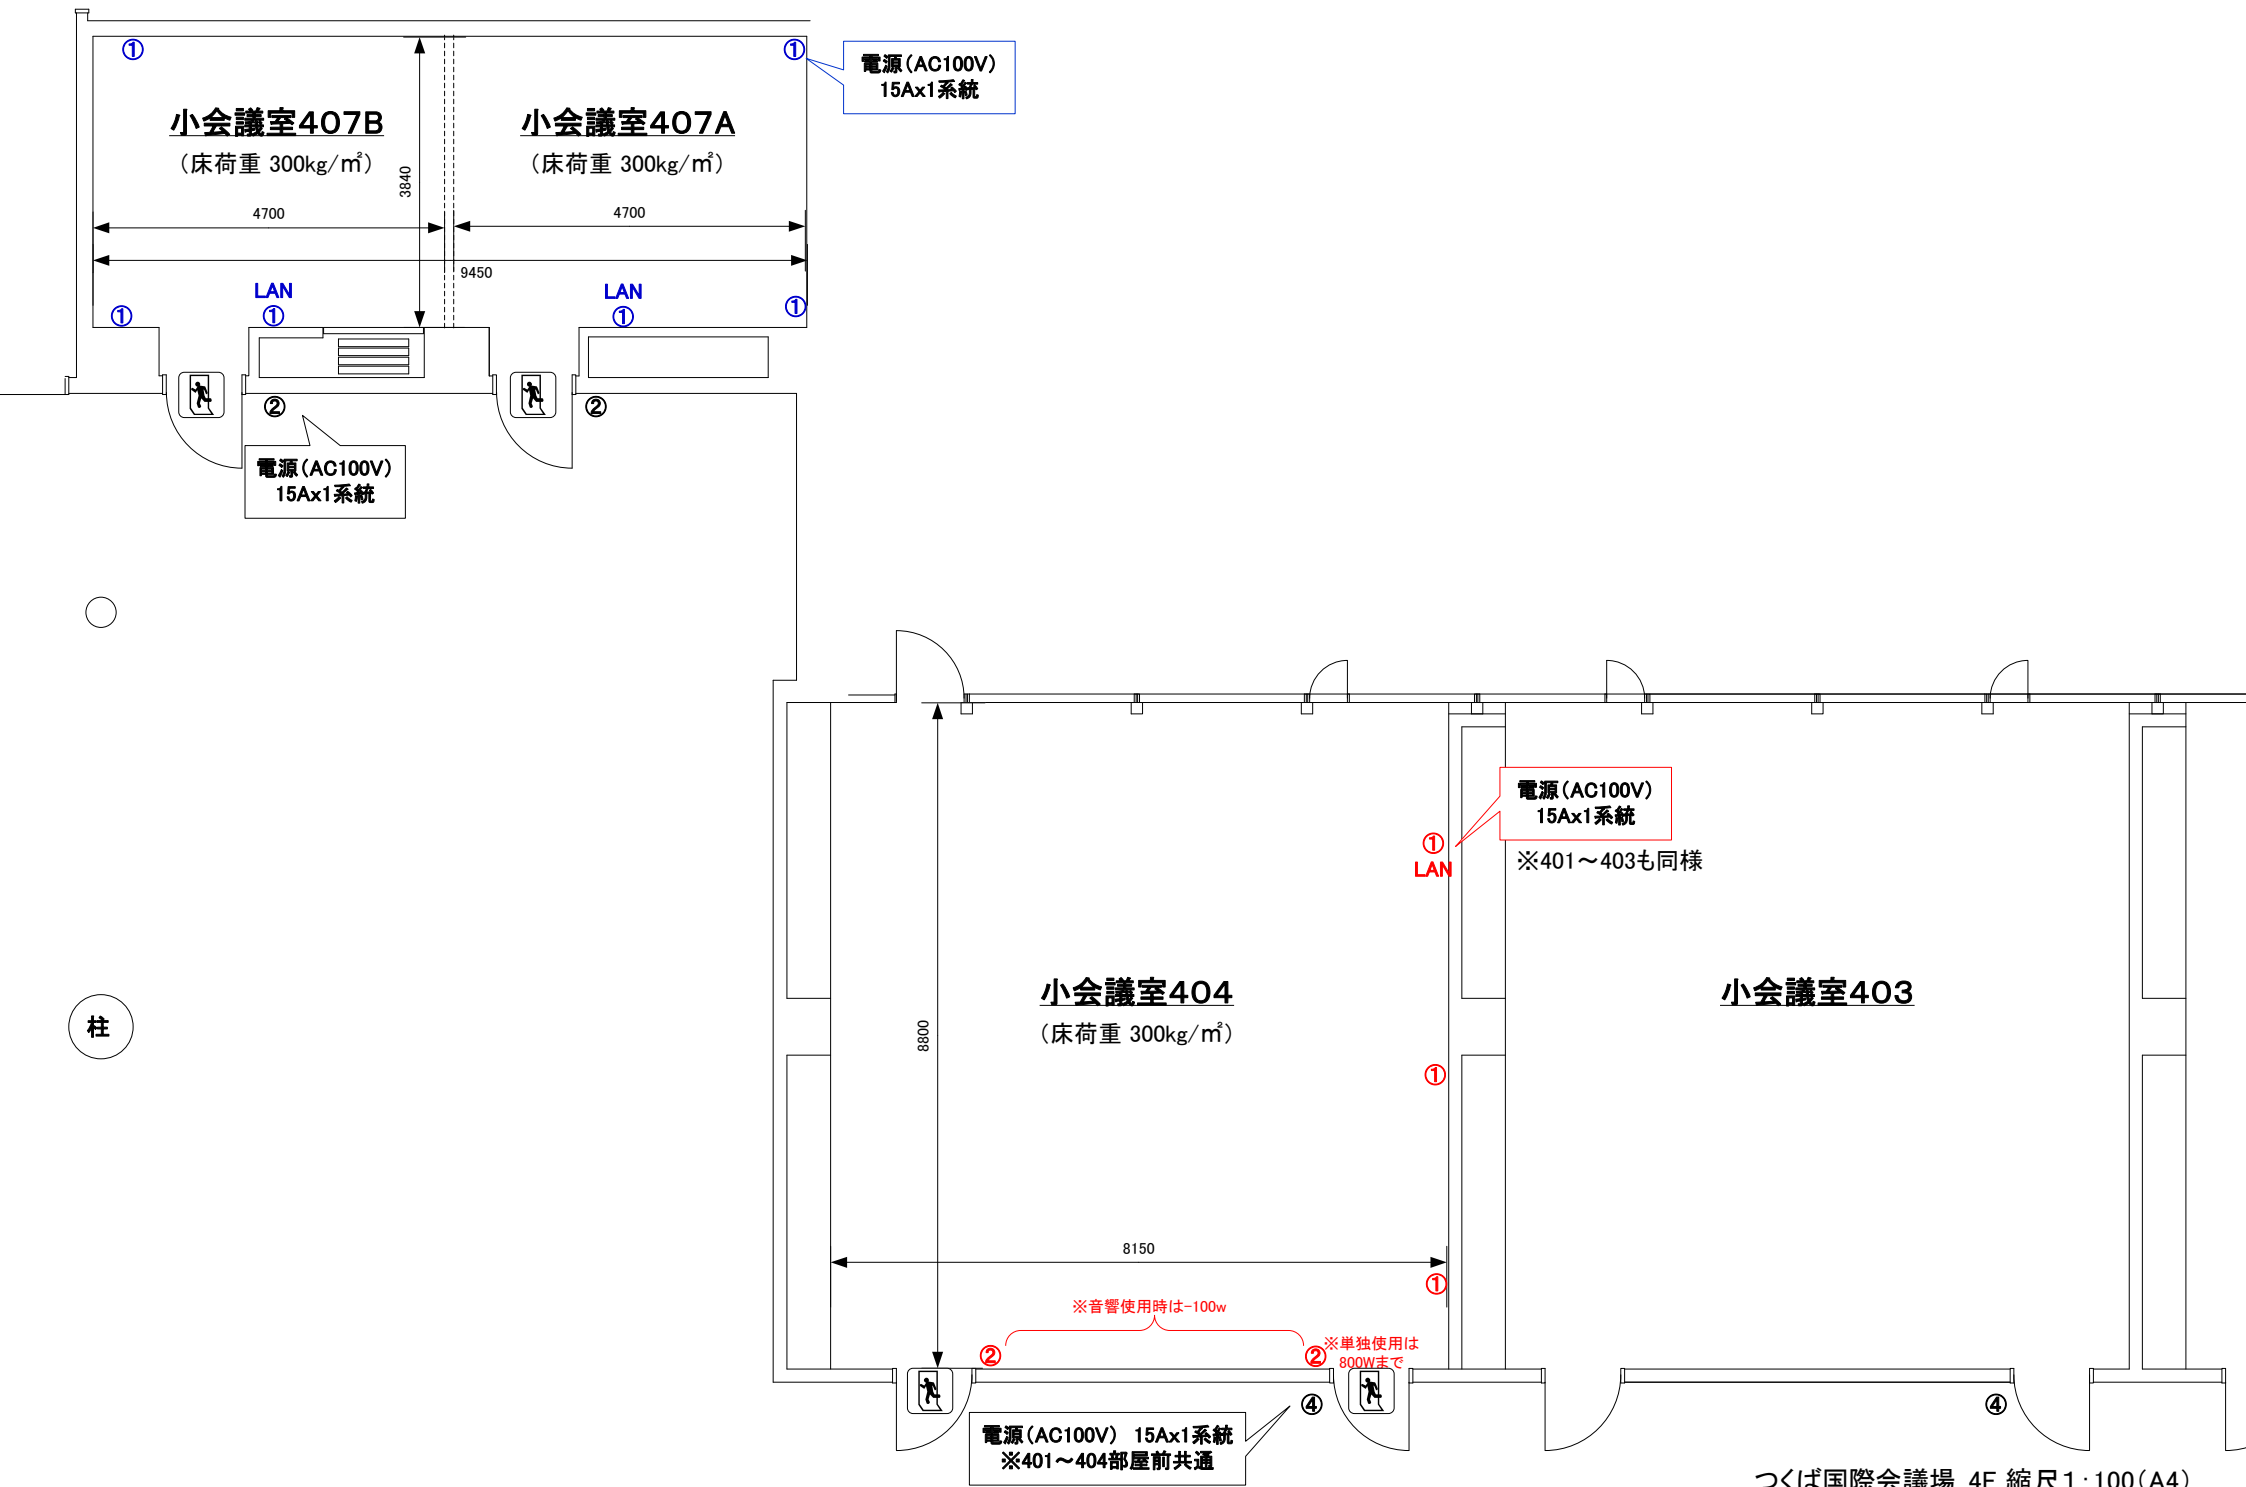 ①
①
電源(AC100V)
15Ax1系統
小会議室407B
小会議室407A
(床荷重 300kg/㎡)
(床荷重 300kg/㎡)
3840
4700
4700
9450
LAN
LAN
①
①
①
①
②
②
電源(AC100V)
15Ax1系統
電源(AC100V)
15Ax1系統
①
LAN
※401～403も同様
小会議室404
小会議室403
(床荷重 300kg/㎡)
柱
8800
①
8150
①
※音響使用時は-100w
②
②
※単独使用は
800Wまで
④
④
電源(AC100V) 15Ax1系統
※401～404部屋前共通
つくば国際会議場 4F 縮尺1:100(A4)